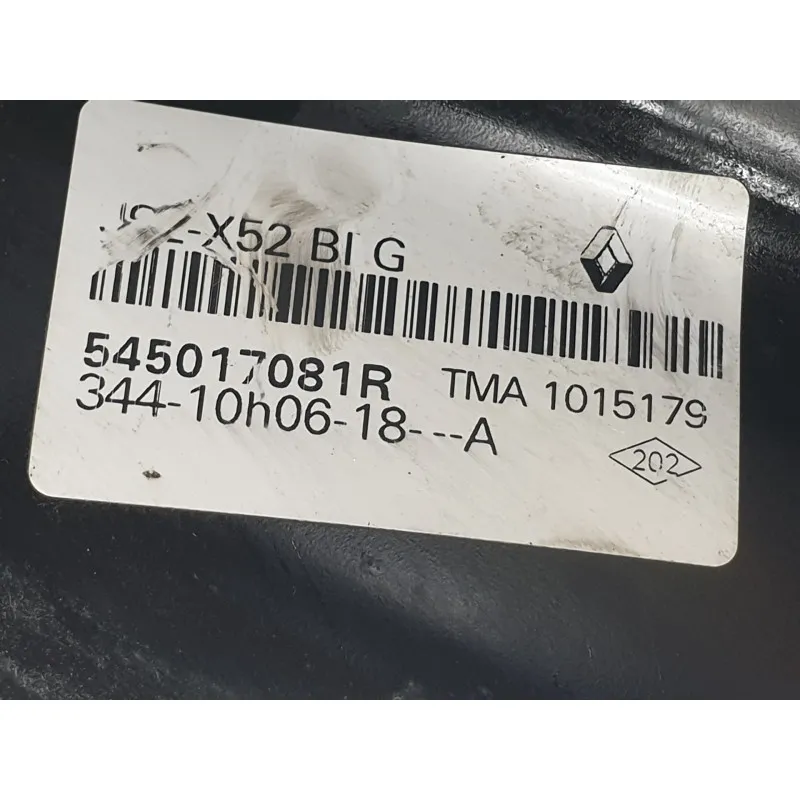 -X52 BI G
545017081R TMA 1015179
344-10h06-18---A
202